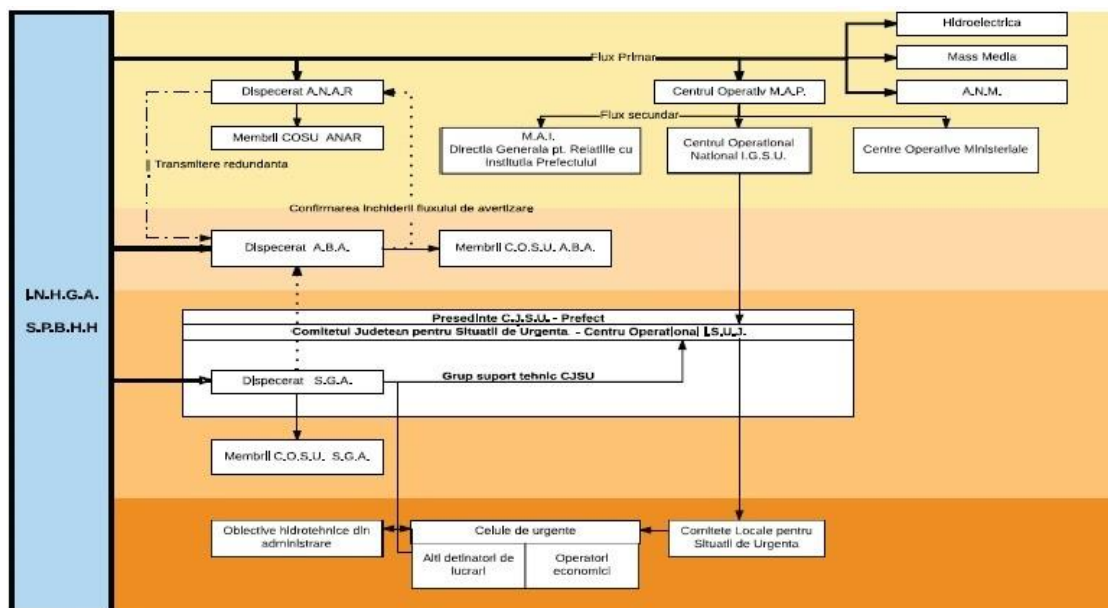 Hidroelectrica
Flux Primar
Mass Media
Dispecerat A.N.A.R
Centrul Operativ M.A.P.
A.N.M.
Flux secundar
Membrii COSU ANAR
M.A.I.
Directia Generala pt. Relatiile cu
Institutia Prefectului
Centrul Operational
National I.G.S.U.
Centre Operative Ministeriale
Transmitere redundanta
Confirmarea inchiderii fluxului de avertizare
Dispecerat A.B.A.
Membrii C.O.S.U. A.B.A.
I.N.H.G.A.
S.P.B.H.H
Presedinte C.J.S.U. - Prefect
Comitetul Judetean pentru Situatii de Urgenta - Centru Operational I.S.U.J.
Dispecerat S.G.A.
Grup suport tehnic CJSU
Membrii C.O.S.U. S.G.A.
Obiective hidrotehnice din
administrare
Celule de urgente
Alti detinatori de
lucrari
Operatori
economici
Comitete Locale pentru
Situatii de Urgenta